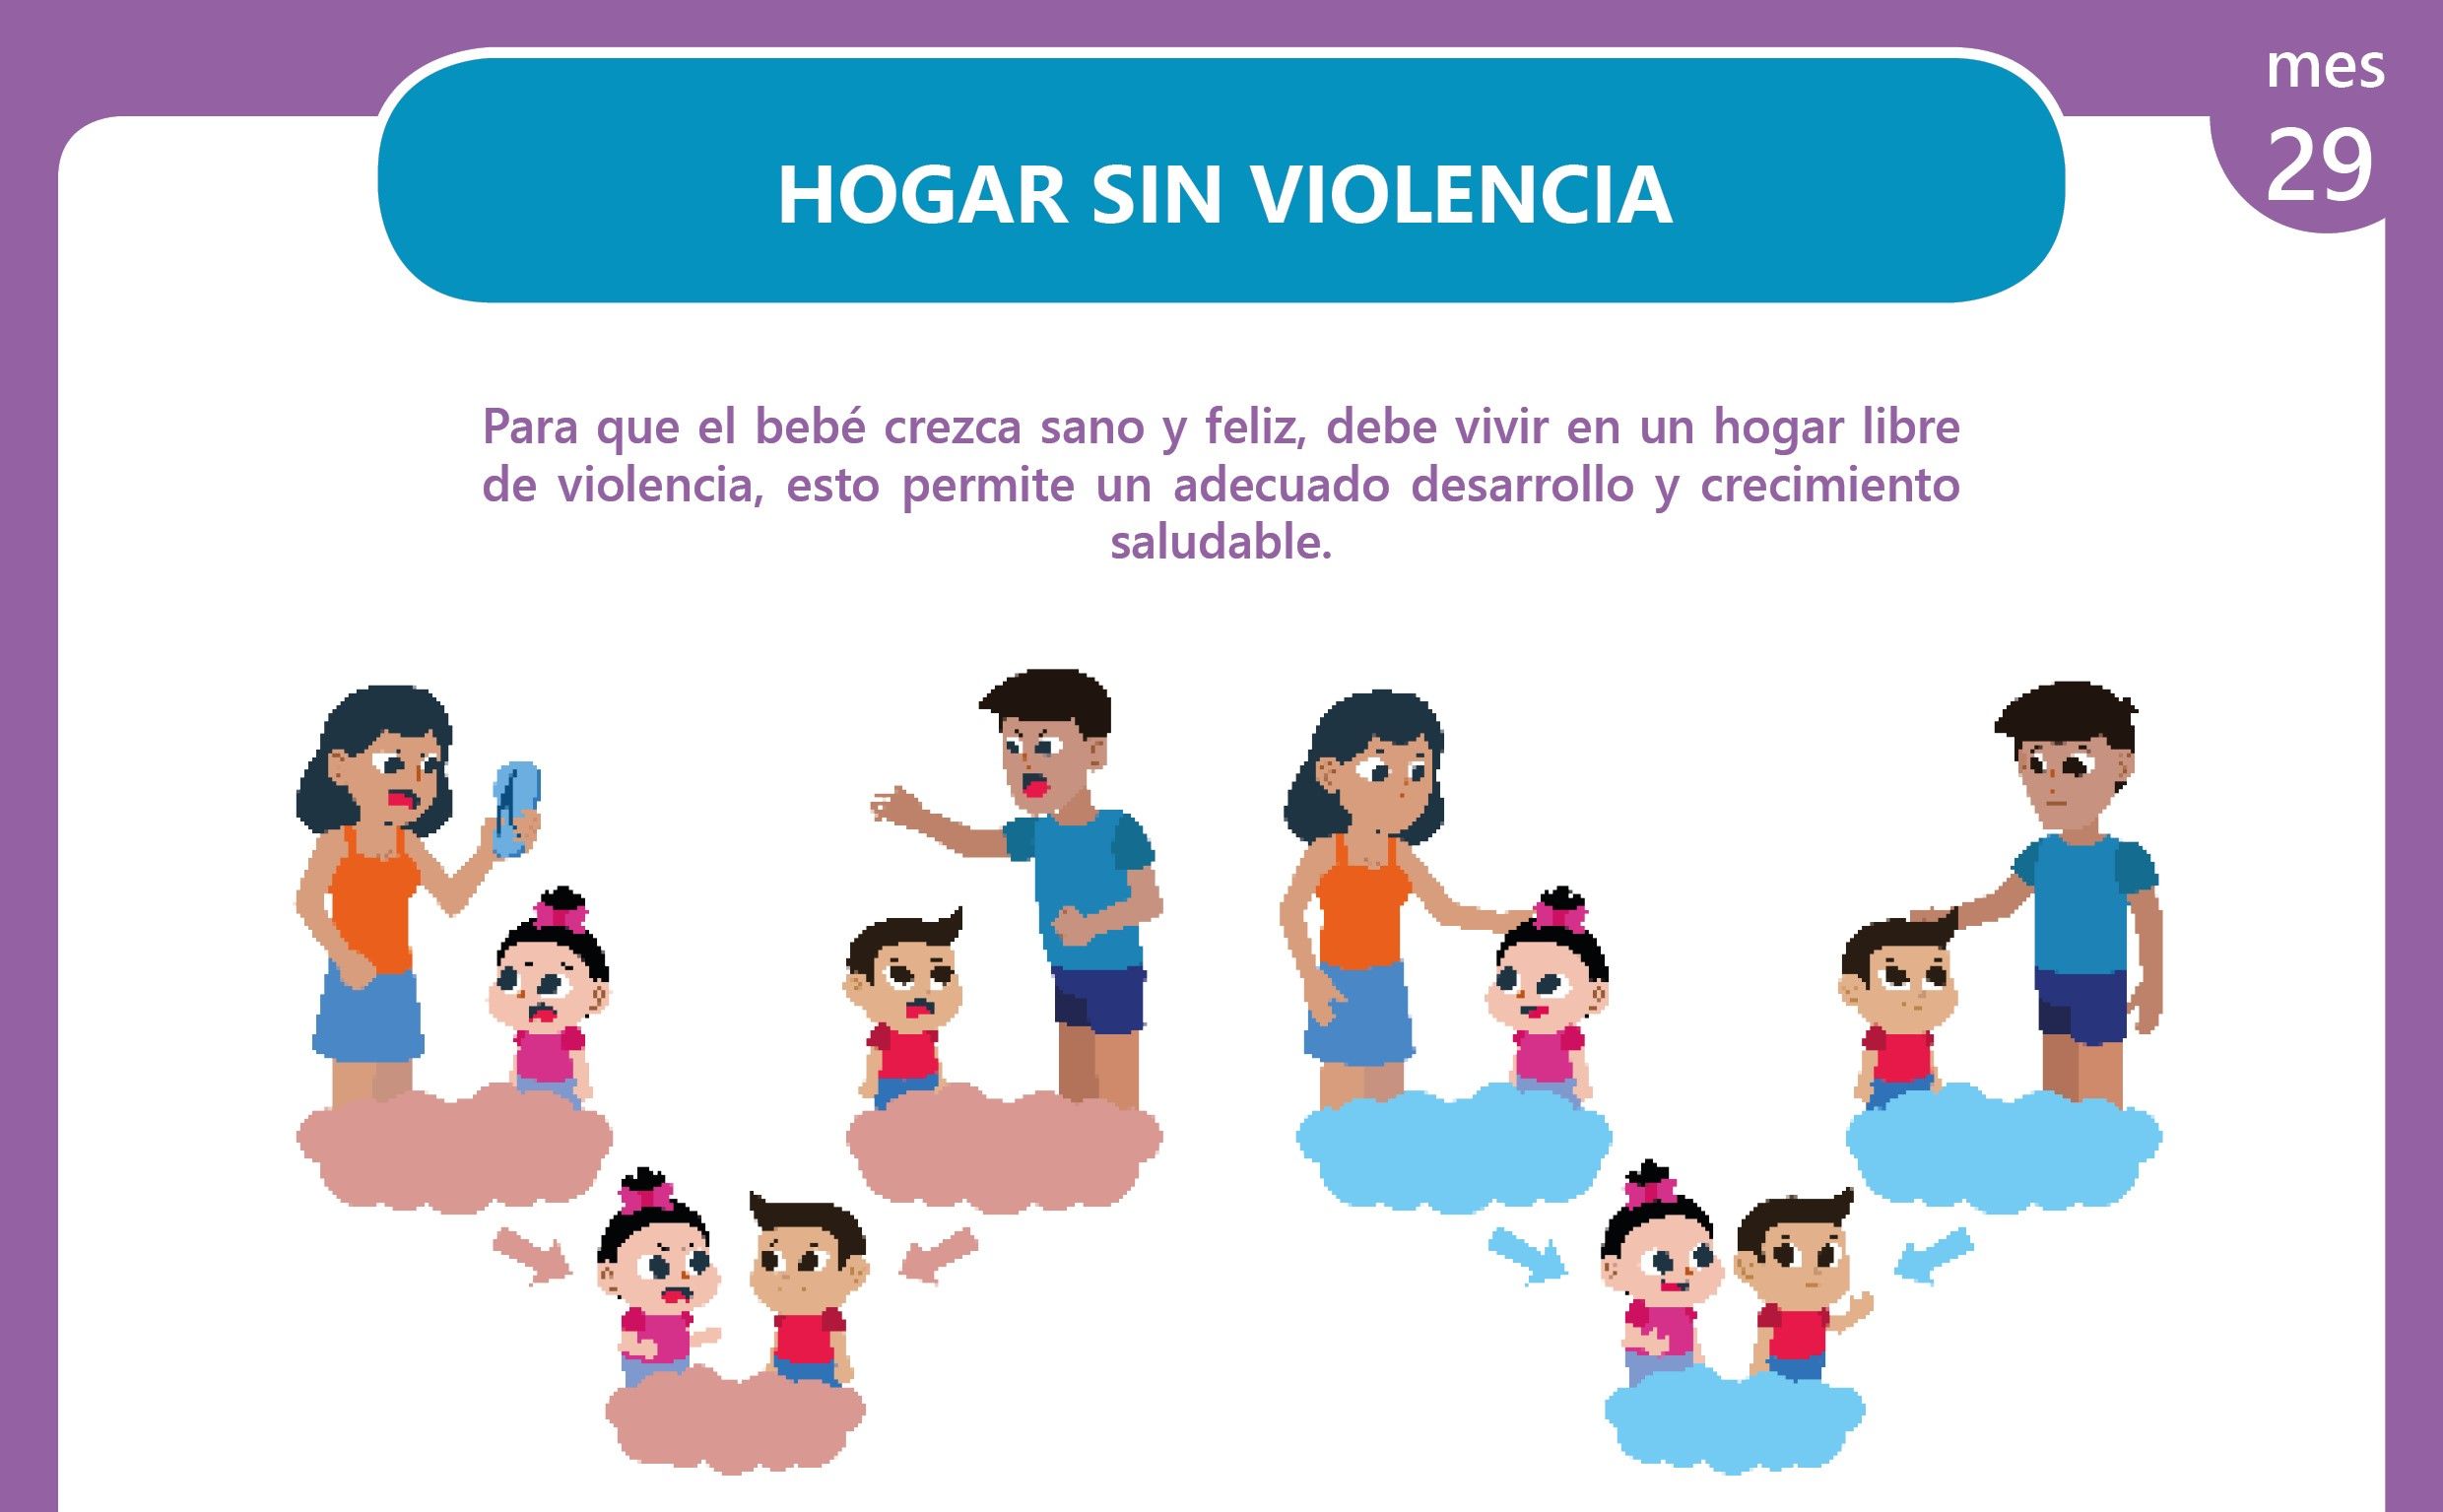 mes
29
HOGAR SIN VIOLENCIA
Para que el bebé crezca sano y feliz, debe vivir en un hogar libre
de violencia, esto permite un adecuado desarrollo y crecimiento
saludable.